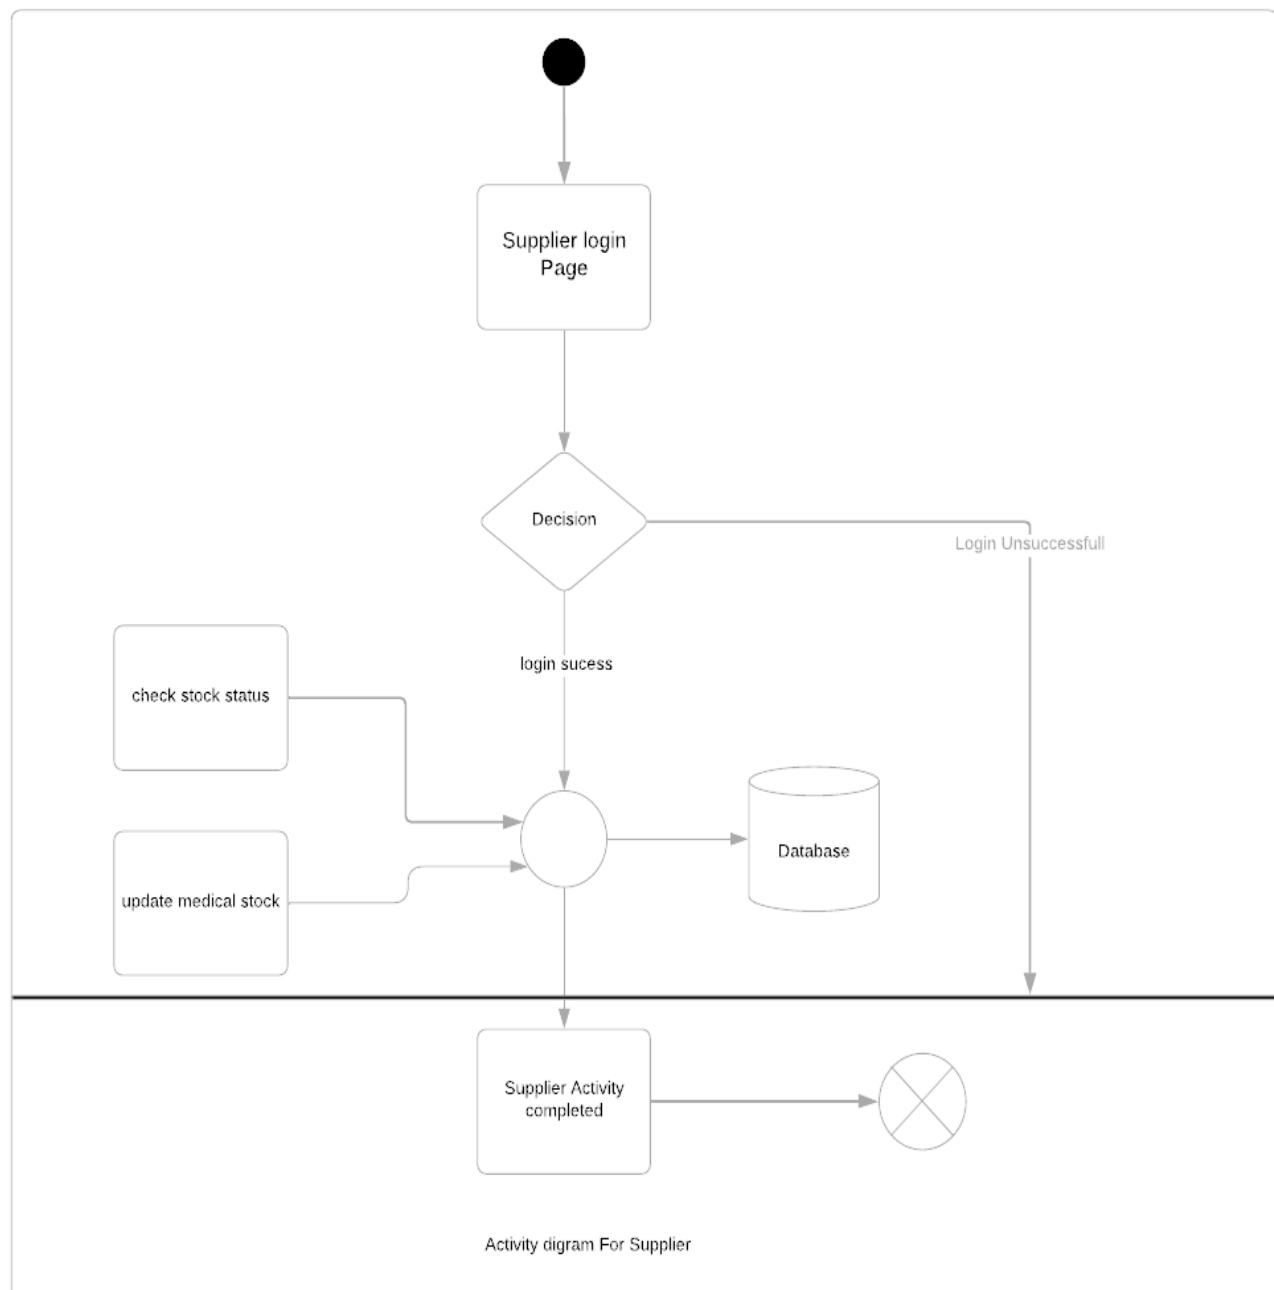 Supplier login
Page
Decision
Login Unsuccessfull
login sucess
check stock status
Database
update medical stock
Supplier Activity
completed
Activity digram For Supplier